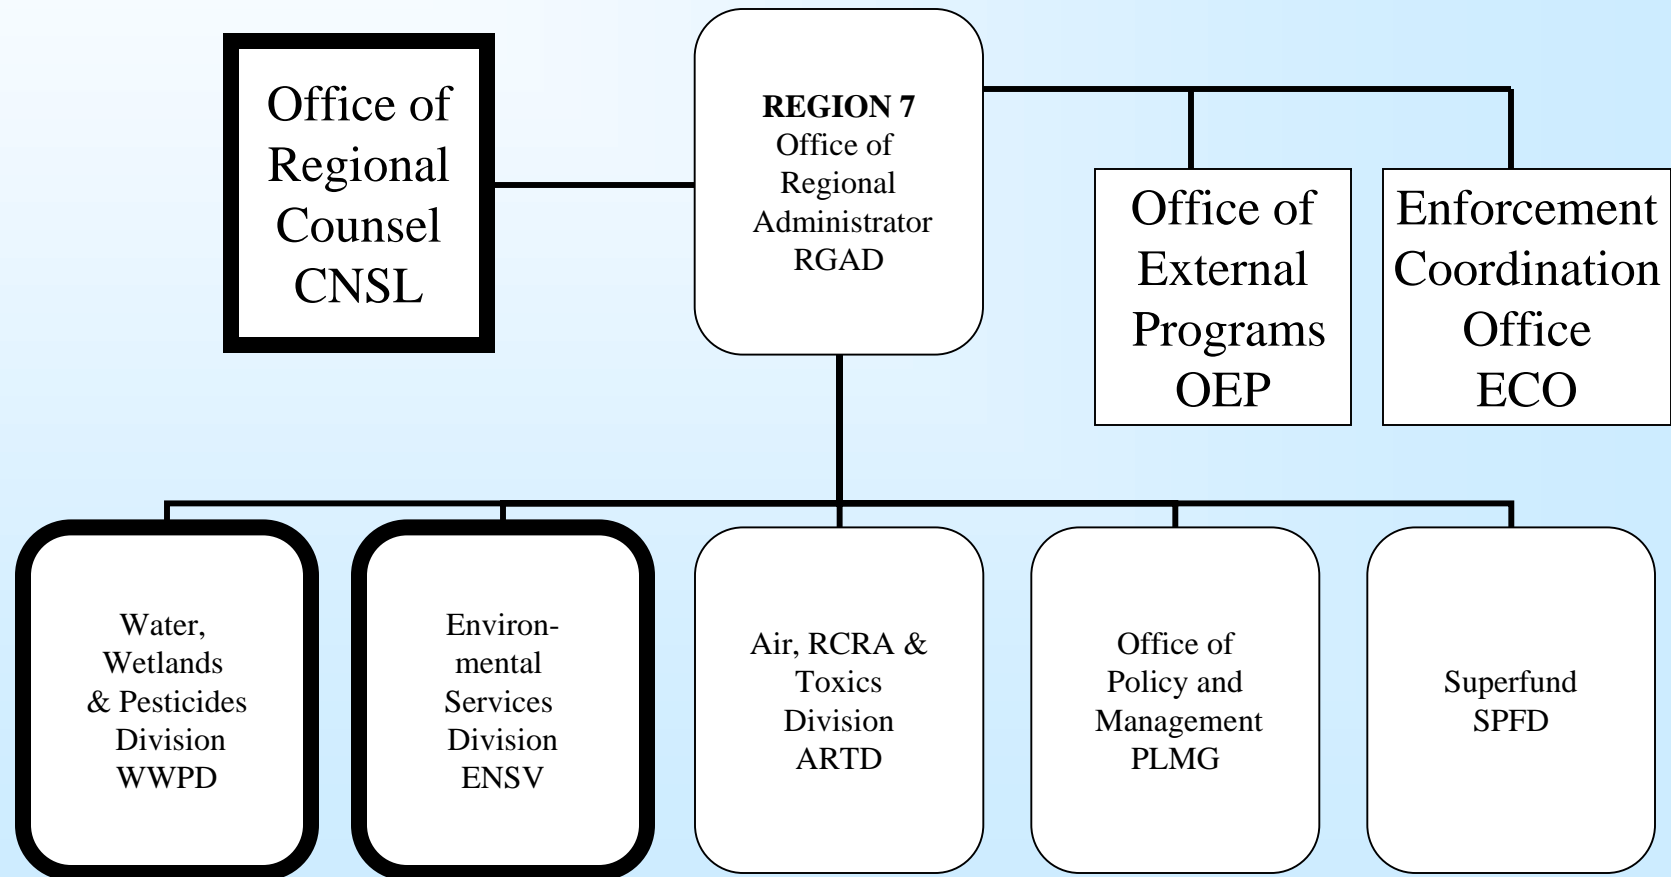 Office of
Regional
Counsel
CNSL
REGION 7
Office of
Regional
Administrator
RGAD
Office of
External
Programs
OEP
Enforcement
Coordination
Office
ECO
Water,
Wetlands
& Pesticides
Division
WWPD
Environ-
mental
Services
Division
ENSV
Air, RCRA &
Toxics
Division
ARTD
Office of
Policy and
Management
PLMG
Superfund
SPFD